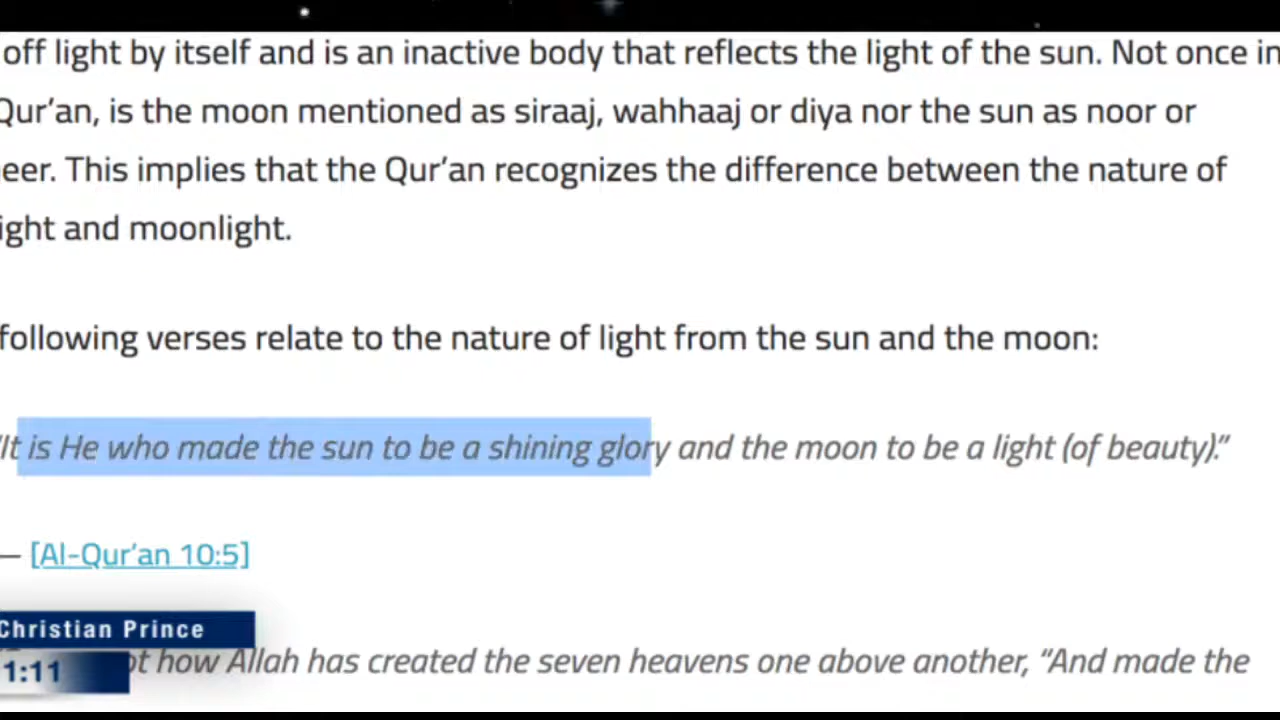 off light by itself and is an inactive body that reflects the light of the sun. Not once in
Qur’an, is the moon mentioned as siraaj, wahhaaj or diya nor the sun as noor or
eer. This implies that the Qur’an recognizes the difference between the nature of
ight and moonlight.
following verses relate to the nature of light from the sun and the moon:
“It is He who made the sun to be a shining glory and the moon to be a light (of beauty).”
— [Al-Qur’an 10:5]
Christian Prince
1:11
how Allah has created the seven heavens one above another, “And made the